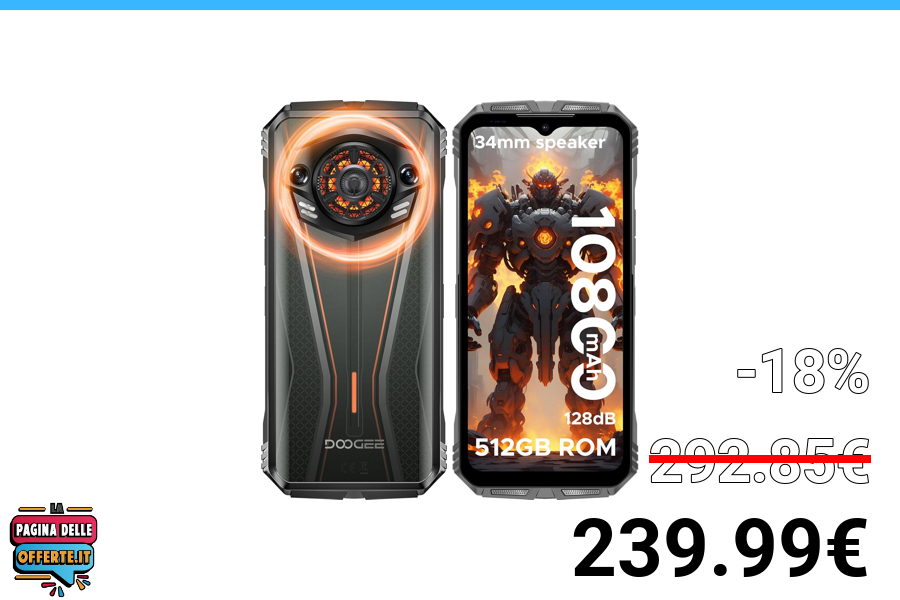 34mm speaker
10800
mAh
128dB
512GB ROM
DOOGEE
-18%
292.85€
239.99€
LA
PAGINA DELLE
OFFERTE.IT